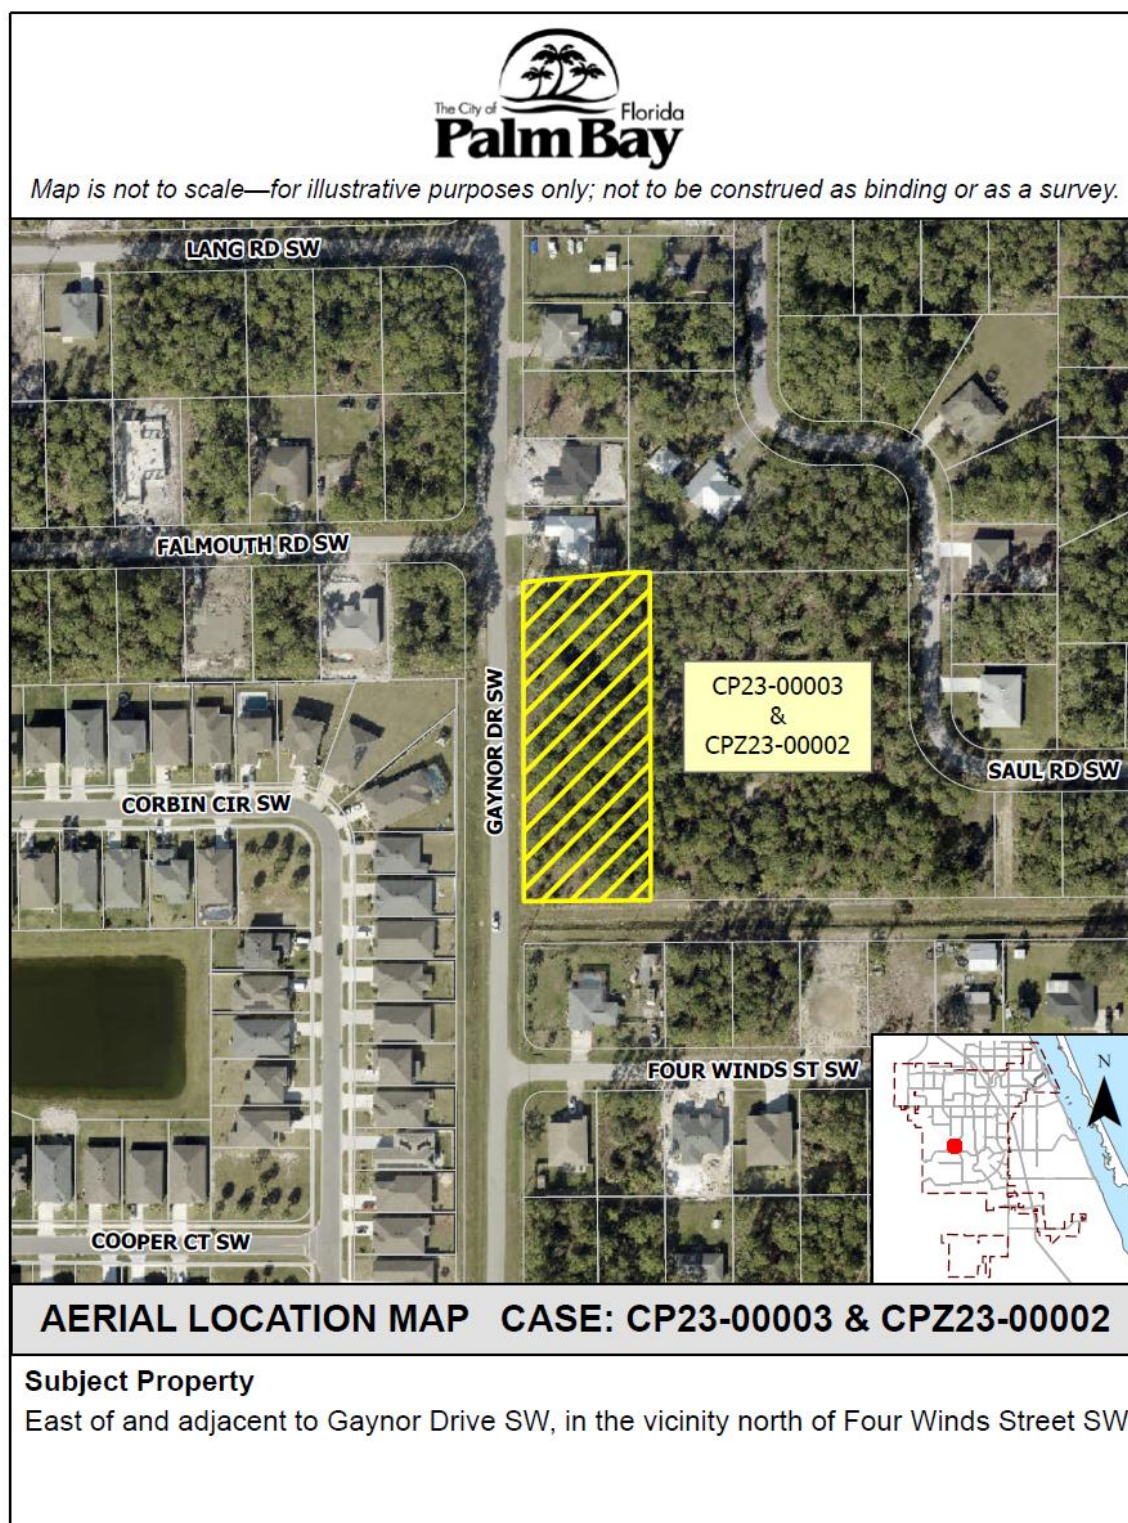 The City of Florida
Palm Bay
Map is not to scale—for illustrative purposes only; not to be construed as binding or as a survey.
LANG RD SW
FALMOUTH RD SW
GAYNOR DR SW
CP23-00003
&
CPZ23-00002
SAUL RD SW
CORBIN CIR SW
FOUR WINDS ST SW
N
COOPER CT SW
AERIAL LOCATION MAP CASE: CP23-00003 & CPZ23-00002
Subject Property
East of and adjacent to Gaynor Drive SW, in the vicinity north of Four Winds Street SW